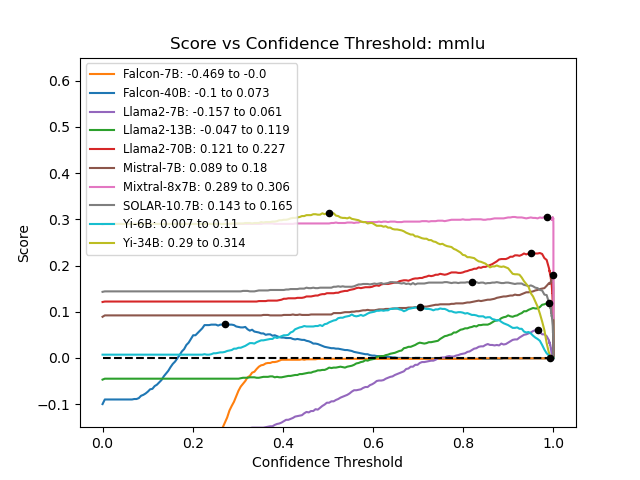 Score vs Confidence Threshold: mmlu
Falcon-7B: -0.469 to -0.0
Falcon-40B: -0.1 to 0.073
Llama2-7B: -0.157 to 0.061
Llama2-13B: -0.047 to 0.119
Llama2-70B: 0.121 to 0.227
Mistral-7B: 0.089 to 0.18
Mixtral-8x7B: 0.289 to 0.306
SOLAR-10.7B: 0.143 to 0.165
Yi-6B: 0.007 to 0.11
Yi-34B: 0.29 to 0.314
Score
0.6
0.5
0.4
0.3
0.2
0.1
0.0
−0.1
0.0 0.2 0.4 0.6 0.8 1.0
Confidence Threshold